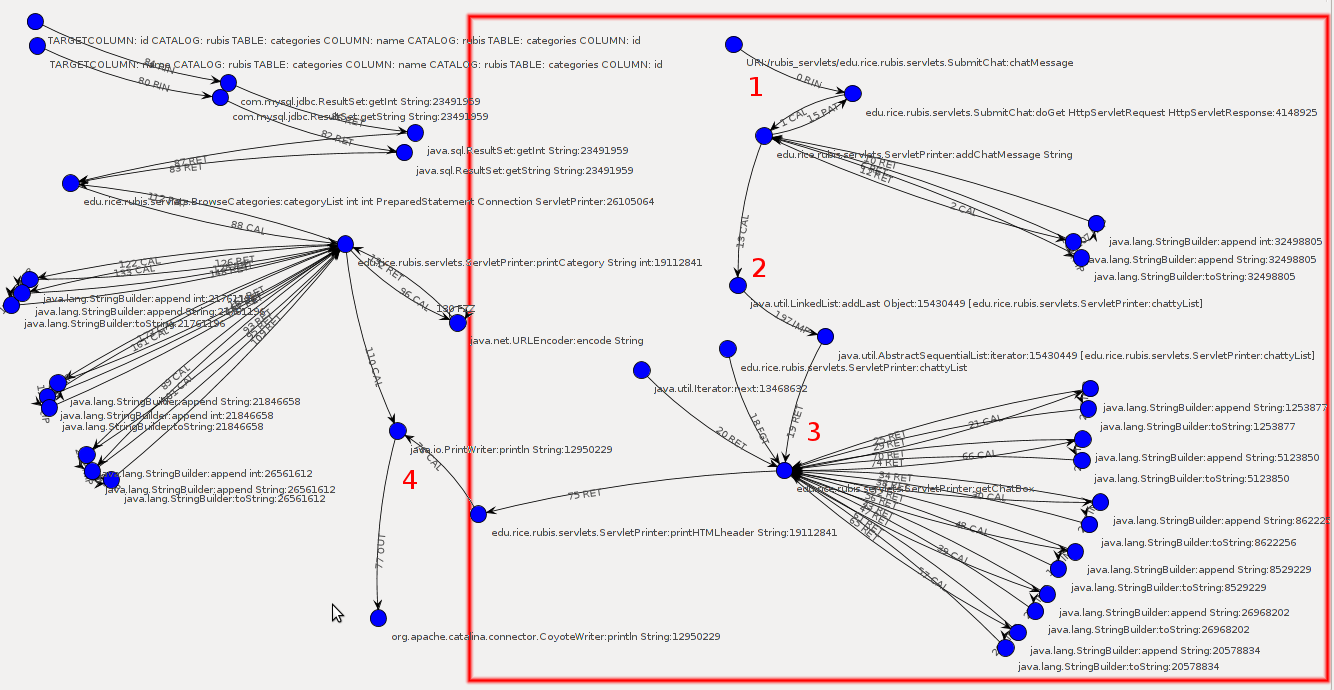 TARGETCOLUMN: id CATALOG: rubis TABLE: categories COLUMN: name CATALOG: rubis TABLE: categories COLUMN: id
TARGETCOLUMN: name CATALOG: rubis TABLE: categories COLUMN: name CATALOG: rubis TABLE: categories COLUMN: id
80 RIN
com.mysql.jdbc.ResultSet:getInt String:23491959
com.mysql.jdbc.ResultSet:getString String:23491959
82 RET
java.sql.ResultSet:getInt String:23491959
java.sql.ResultSet:getString String:23491959
87 RET
83 RET
edu.rice.rubis.servlets.BrowseCategories:categoryList int int PreparedStatement Connection ServletPrinter:26105064
88 CAL
edu.rice.rubis.servlets.ServletPrinter:printCategory String int:19112841
122 CAL
133 CAL
126 RET
java.lang.StringBuilder:append int:21761196
java.lang.StringBuilder:append String:21761196
java.lang.StringBuilder:toString:21761196
96 CAL
java.net.URLEncoder:encode String
161 CAL
89 CAL
110 CAL
java.lang.StringBuilder:append String:21846658
java.lang.StringBuilder:append int:21846658
java.lang.StringBuilder:toString:21846658
java.io.PrintWriter:println String:12950229
java.lang.StringBuilder:append int:26561612
java.lang.StringBuilder:append String:26561612
java.lang.StringBuilder:toString:26561612
4
77 OUT
org.apache.catalina.connector.CoyoteWriter:println String:12950229
URI:/rubis_servlets/edu.rice.rubis.servlets.SubmitChat:chatMessage
0 RIN
1
edu.rice.rubis.servlets.SubmitChat:doGet HttpServletRequest HttpServletResponse:4148925
1 CAL
15 PAT
edu.rice.rubis.servlets.ServletPrinter:addChatMessage String
12 RET
2 CAL
13 CAL
java.lang.StringBuilder:append int:32498805
java.lang.StringBuilder:append String:32498805
java.lang.StringBuilder:toString:32498805
2
java.util.LinkedList:addLast Object:15430449 [edu.rice.rubis.servlets.ServletPrinter:chattyList]
137 IMP
java.util.AbstractSequentialList:iterator:15430449 [edu.rice.rubis.servlets.ServletPrinter:chattyList]
edu.rice.rubis.servlets.ServletPrinter:chattyList
java.util.Iterator:next:13468632
20 RET
18 FGT
19 RET
3
25 RET
29 RET
21 CAL
70 RET
74 RET
66 CAL
java.lang.StringBuilder:append String:1253877
java.lang.StringBuilder:toString:1253877
java.lang.StringBuilder:append String:5123850
java.lang.StringBuilder:toString:5123850
edu.rice.rubis.servlets.ServletPrinter:getChatBox
34 RET
75 RET
edu.rice.rubis.servlets.ServletPrinter:printHTMLheader String:19112841
48 CAL
39 CAL
57 CAL
java.lang.StringBuilder:append String:86222
java.lang.StringBuilder:toString:8622256
java.lang.StringBuilder:append String:8529229
java.lang.StringBuilder:toString:8529229
java.lang.StringBuilder:append String:26968202
java.lang.StringBuilder:toString:26968202
java.lang.StringBuilder:append String:20578834
java.lang.StringBuilder:toString:20578834